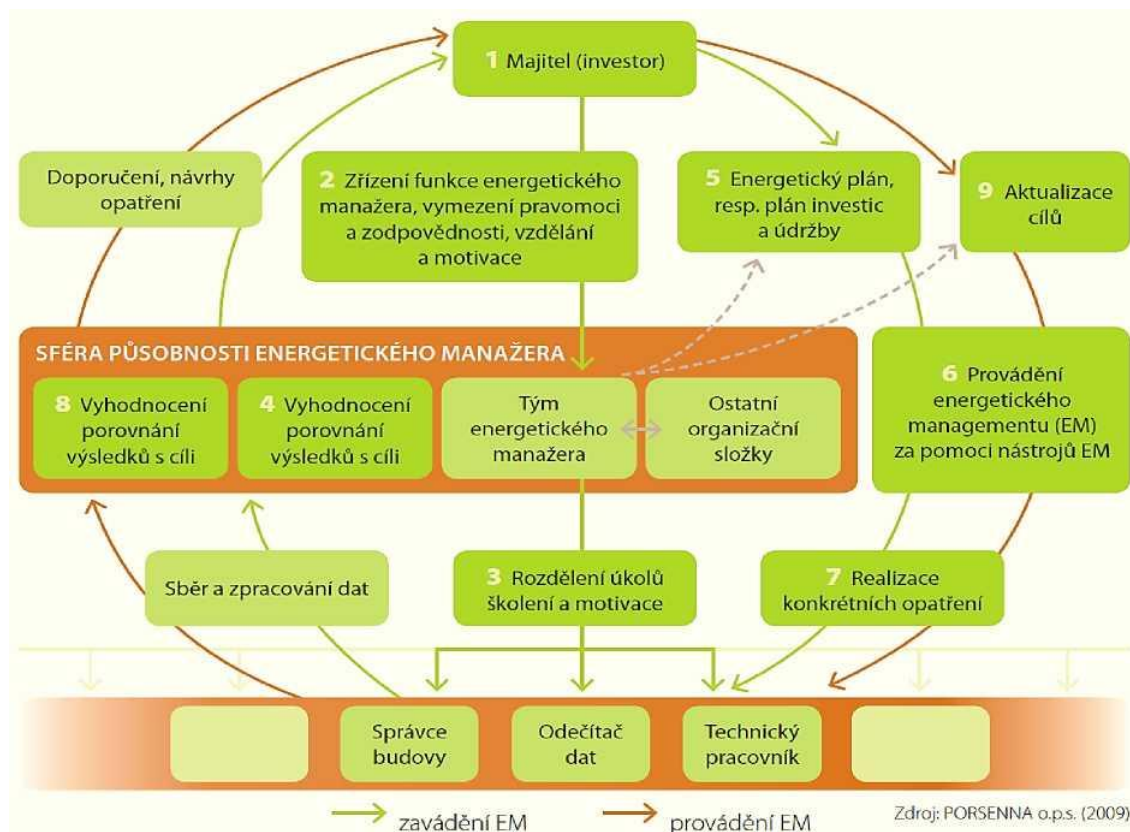 1 Majitel (investor)
Doporučení, návrhy
opatření
2 Zřízení funkce energetického
manažera, vymezení pravomoci
a zodpovědnosti, vzdělání
a motivace
5 Energetický plán,
resp. plán investic
a údržby
9 Aktualizace
cílů
SFÉRA PŮSOBNOSTI ENERGETICKÉHO MANAŽERA
8 Vyhodnocení
porovnání
výsledků s cíli
4 Vyhodnocení
porovnání
výsledků s cíli
Tým
energetického
manažera
Ostatní
organizační
složky
6 Provádění
energetického
managementu (EM)
za pomoci nástrojů EM
Sběr a zpracování dat
3 Rozdělení úkolů
školení a motivace
7 Realizace
konkrétních opatření
Správce
budovy
Odečítač
dat
Technický
pracovník
zavádění EM
provádění EM
Zdroj: PORSENNA o.p.s. (2009)